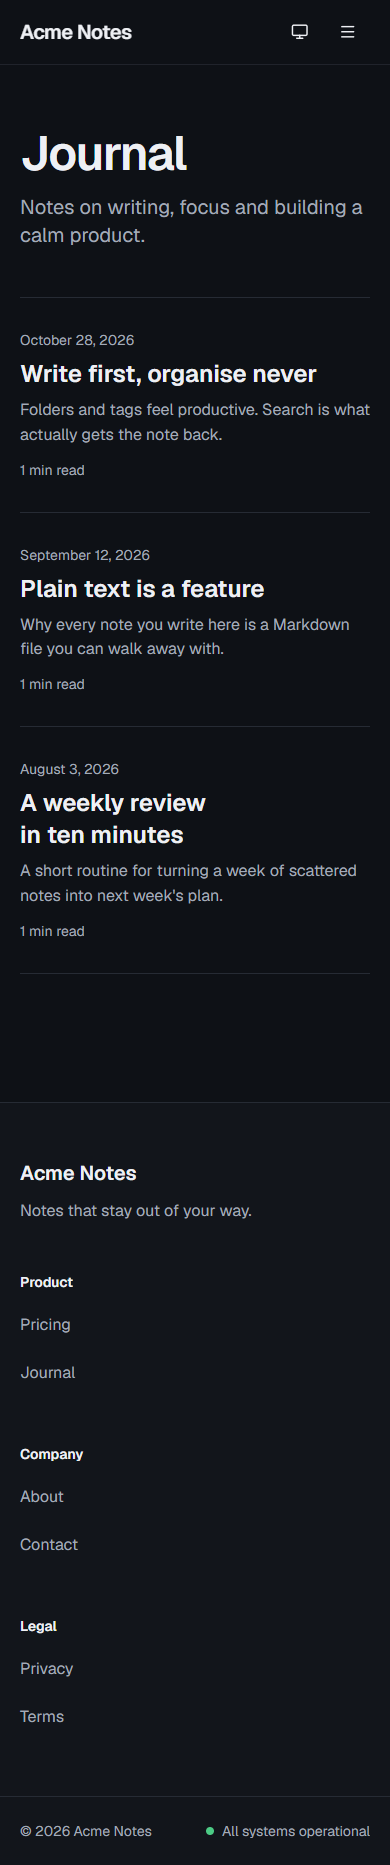 Acme Notes
Journal
Notes on writing, focus and building a
calm product.
October 28, 2026
Write first, organise never
Folders and tags feel productive. Search is what
actually gets the note back.
1 min read
September 12, 2026
Plain text is a feature
Why every note you write here is a Markdown
file you can walk away with.
1 min read
August 3, 2026
A weekly review
in ten minutes
A short routine for turning a week of scattered
notes into next week's plan.
1 min read
Acme Notes
Notes that stay out of your way.
Product
Pricing
Journal
Company
About
Contact
Legal
Privacy
Terms
© 2026 Acme Notes
All systems operational